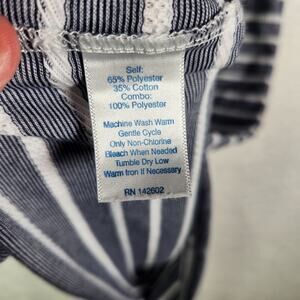 Self:
65% Polyester
35% Cotton
Combo:
100% Polyester
Machine Wash Warm
Gentle Cycle
Only Non-Chlorine
Bleach When Needed
Tumble Dry Low
Warm Iron If Necessary
RN 142602